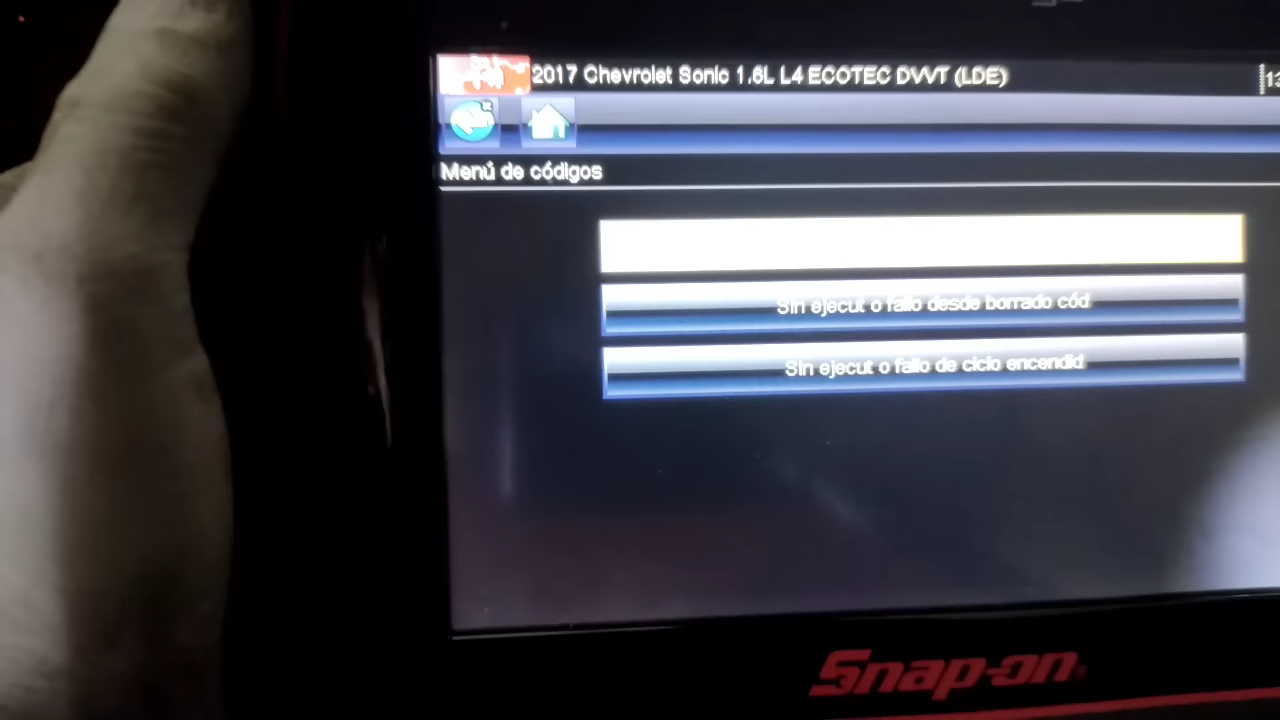 2017 Chevrolet Sonic 1.6L L4 ECOTEC DVVT (LDE)
Menú de códigos
Sin ejecut o fallo desde borrado cód
Sin ejecut o fallo de ciclo encendid
Snap-on